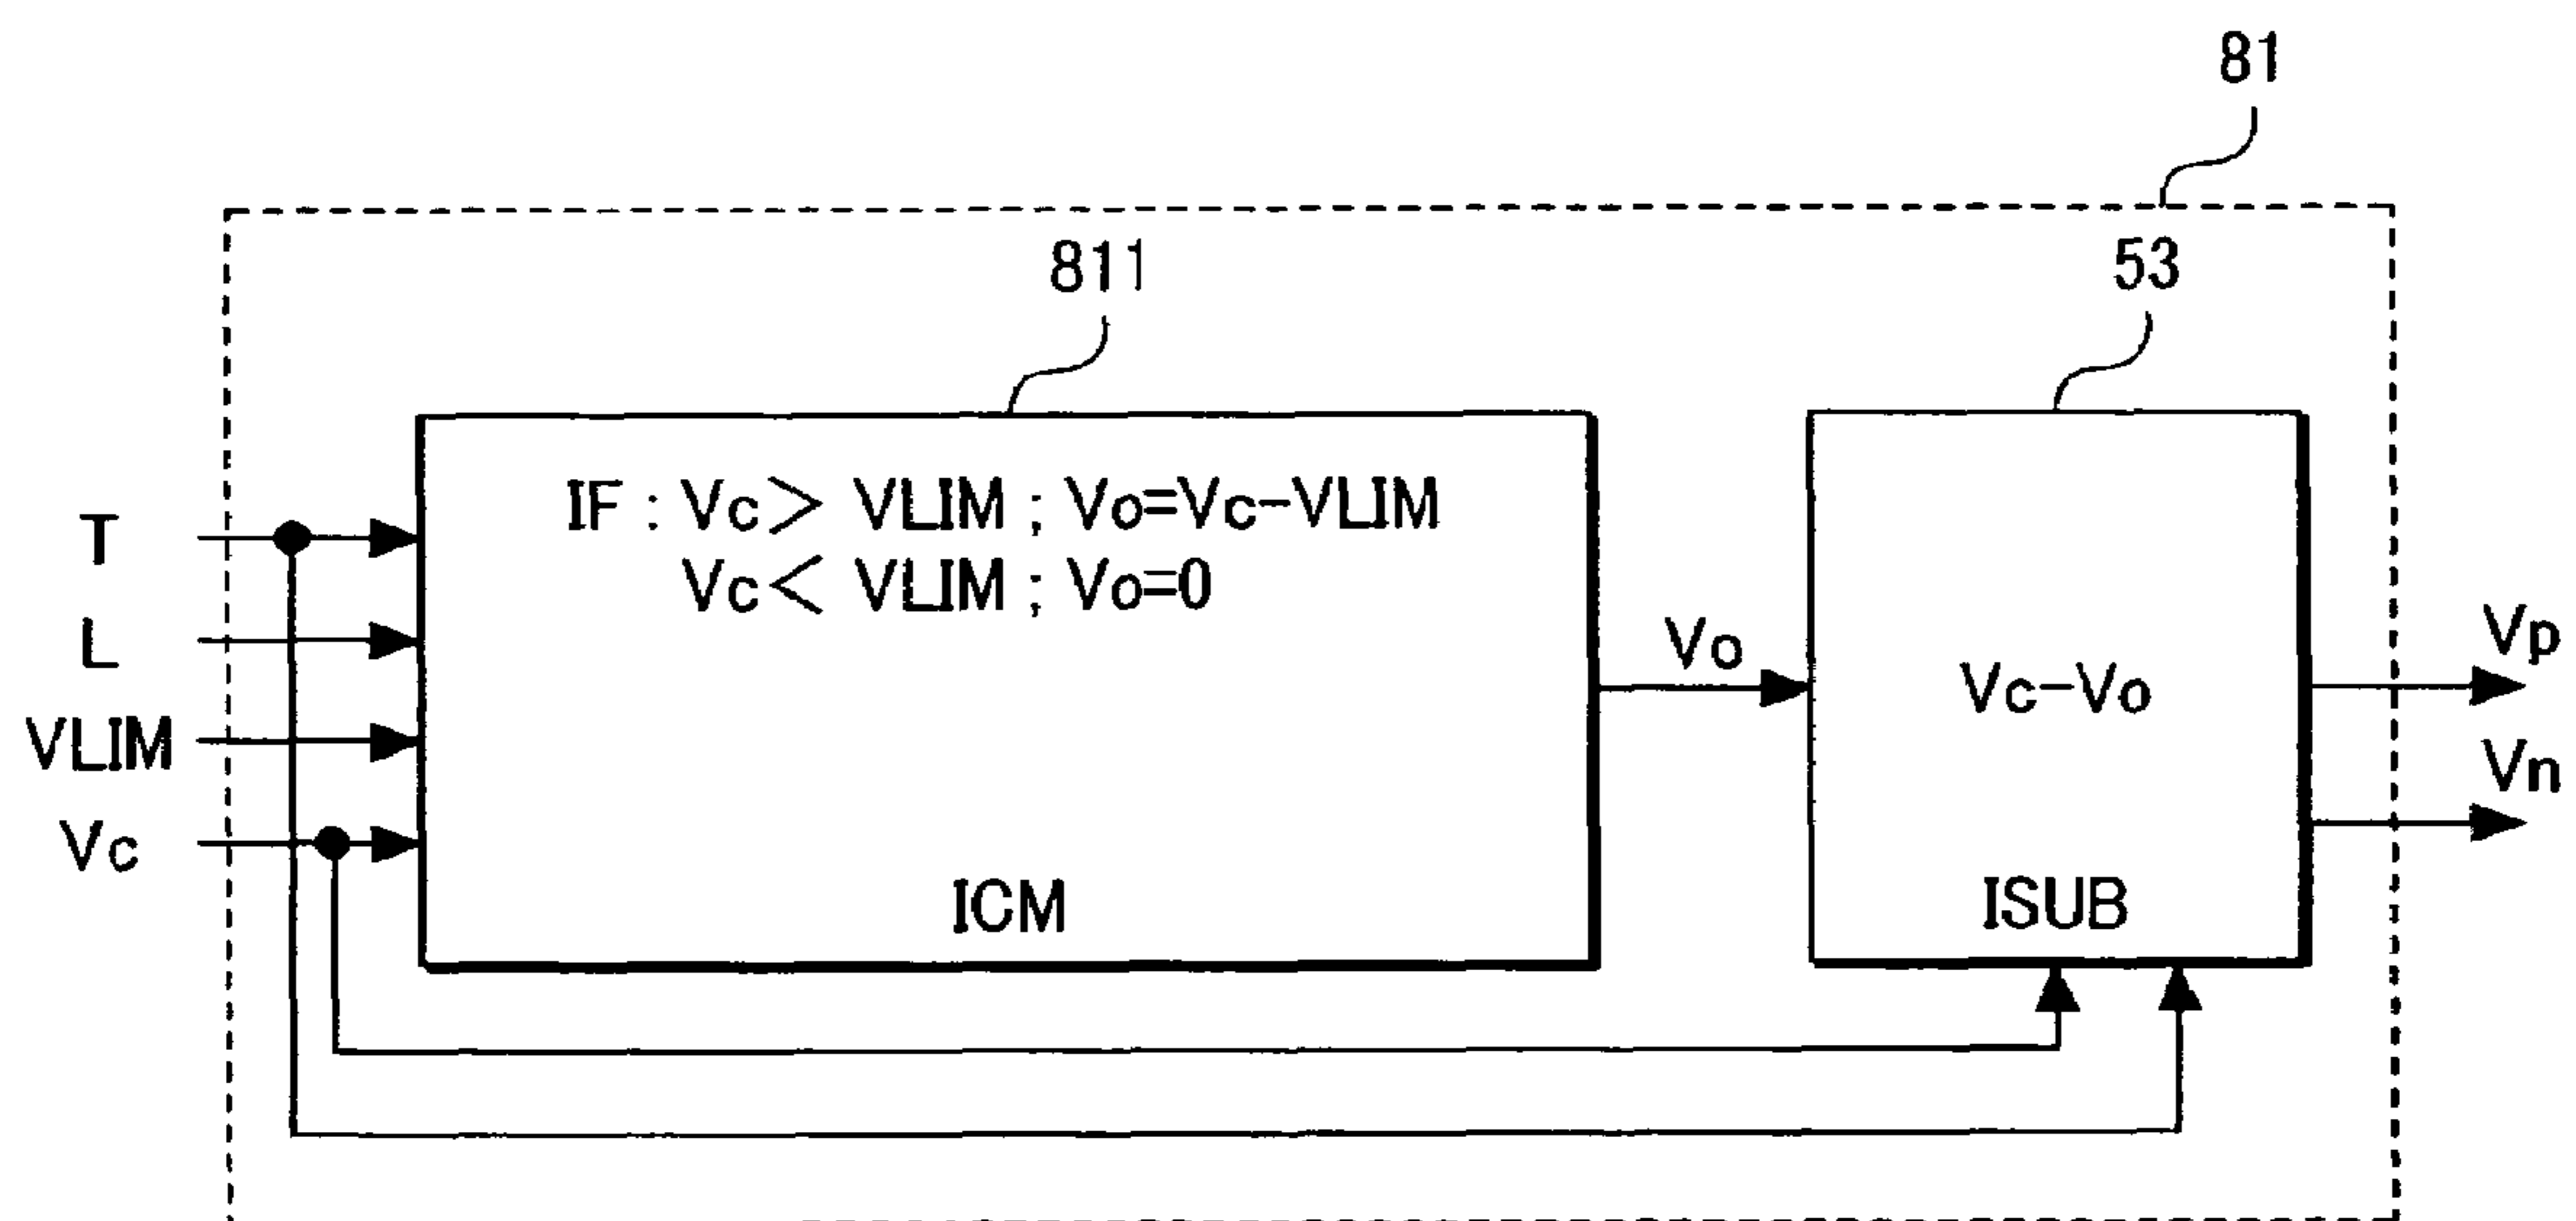 81
811
53
IF : Vc> VLIM ; Vo=Vc-VLIM
Vc< VLIM ; Vo=0
T
L
VLIM
Vc
Vo
Vc-Vo
Vp
Vn
ICM
ISUB